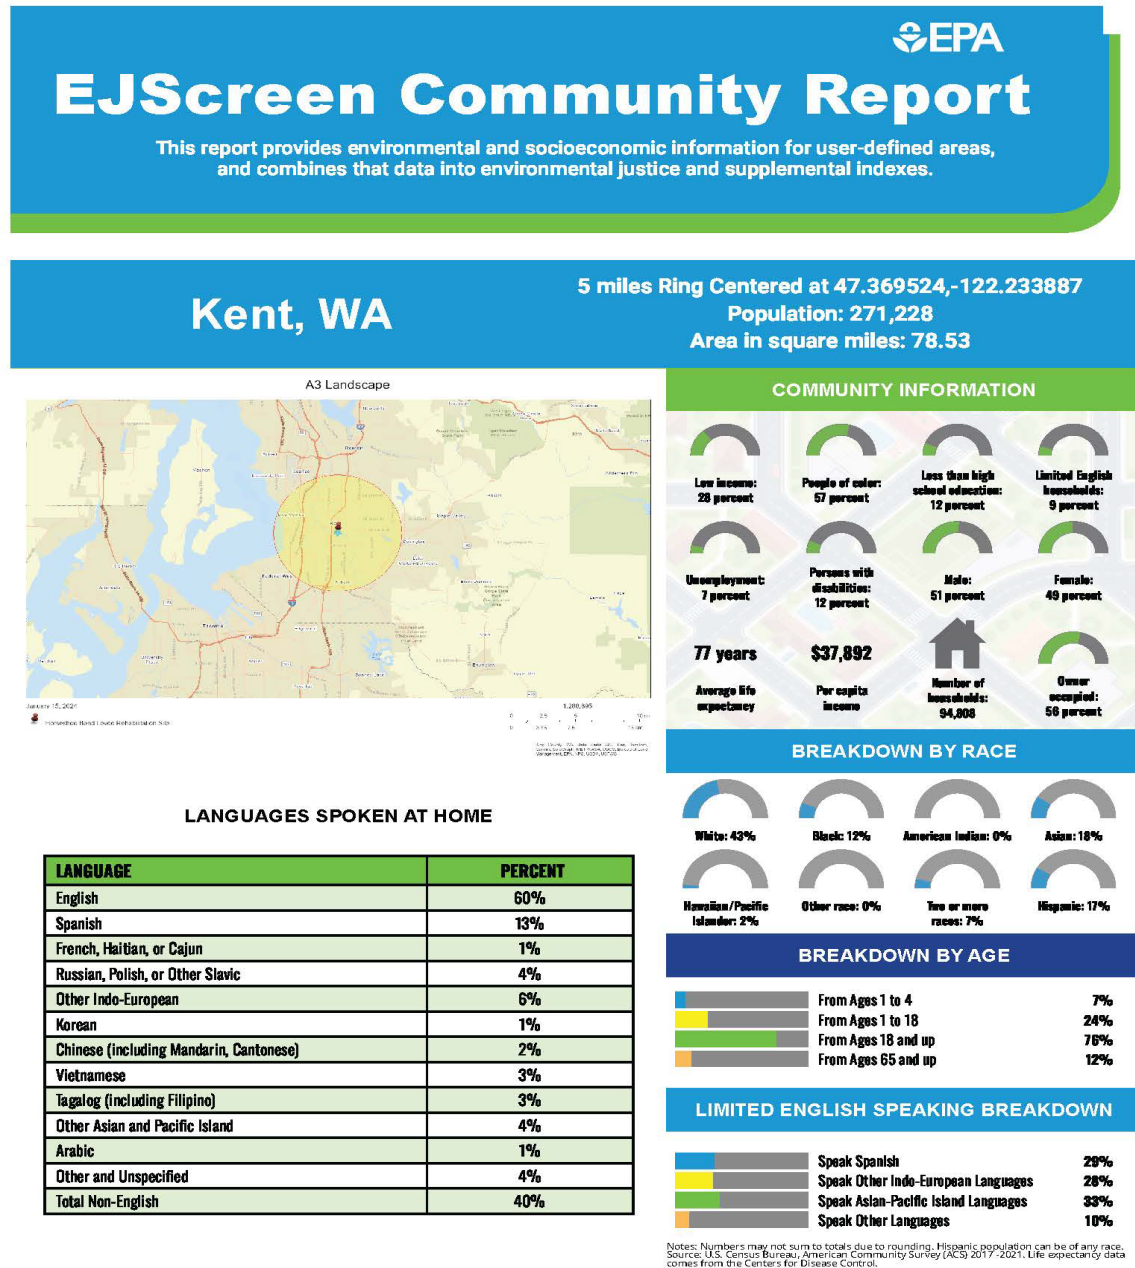 EPA
EJScreen Community Report
This report provides environmental and socioeconomic information for user-defined areas,
and combines that data into environmental justice and supplemental indexes.
Kent, WA
5 miles Ring Centered at 47.369524,-122.233887
Population: 271,228
Area in square miles: 78.53
A3 Landscape
January 15, 2024
1:288,895
COMMUNITY INFORMATION
Low income:
28 percent
People of color:
57 percent
Less than high
school education:
12 percent
Limited English
households:
9 percent
Unemployment:
7 percent
Persons with
disabilities:
12 percent
Male:
51 percent
Female:
49 percent
77 years
Average life
expectancy
$37,892
Per capita
income
Number of
households:
94,808
Owner
occupied:
56 percent
BREAKDOWN BY RACE
White: 43%
Black: 12%
American Indian: 0%
Asian: 18%
Hawaiian/Pacific
Islander: 2%
Other race: 0%
Two or more
races: 7%
Hispanic: 17%
LANGUAGES SPOKEN AT HOME
LANGUAGE PERCENT
English 60%
Spanish 13%
French, Haitian, or Cajun 1%
Russian, Polish, or Other Slavic 4%
Other Indo-European 6%
Korean 1%
Chinese (including Mandarin, Cantonese) 2%
Vietnamese 3%
Tagalog (including Filipino) 3%
Other Asian and Pacific Island 4%
Arabic 1%
Other and Unspecified 4%
Total Non-English 40%
BREAKDOWN BY AGE
From Ages 1 to 4 7%
From Ages 1 to 18 24%
From Ages 18 and up 76%
From Ages 65 and up 12%
LIMITED ENGLISH SPEAKING BREAKDOWN
Speak Spanish 29%
Speak Other Indo-European Languages 28%
Speak Asian-Pacific Island Languages 33%
Speak Other Languages 10%
Notes: Numbers may not sum to totals due to rounding. Hispanic population can be of any race.
Source: U.S. Census Bureau, American Community Survey (ACS) 2017 -2021. Life expectancy data
comes from the Centers for Disease Control.